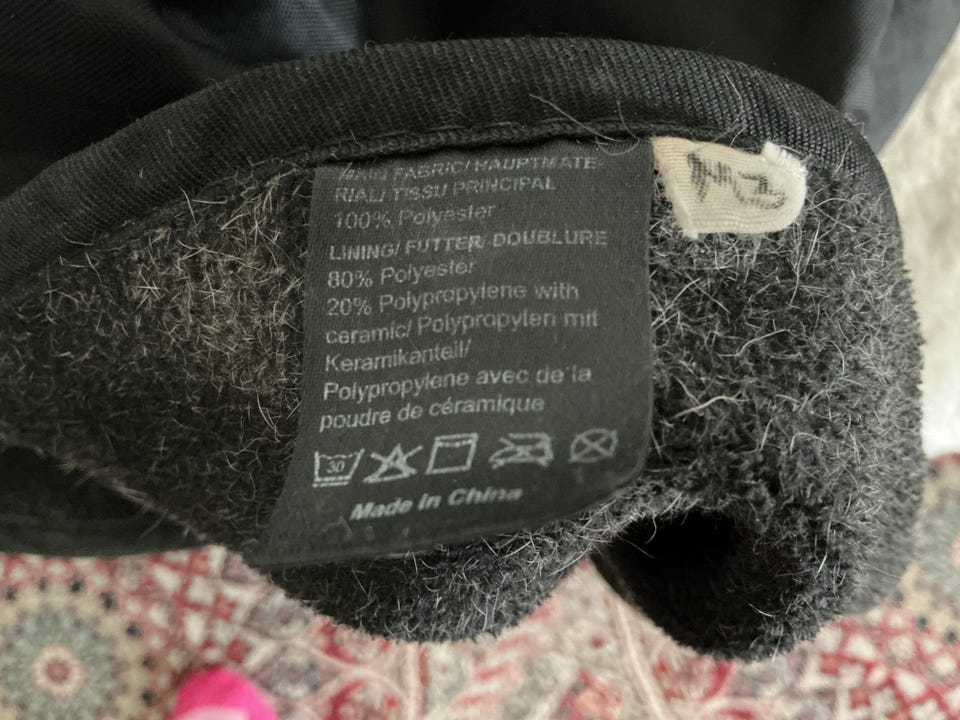 FABRIC/ HAUPTMATE
RIAL/ TISSU PRINCIPAL
100% Polyester
LINING/ FUTTER/ DOUBLURE
80% Polyester
20% Polypropylene with
ceramic/ Polypropylen mit
Keramikanteil/
Polypropylene avec de la
poudre de céramique
30
Made in China